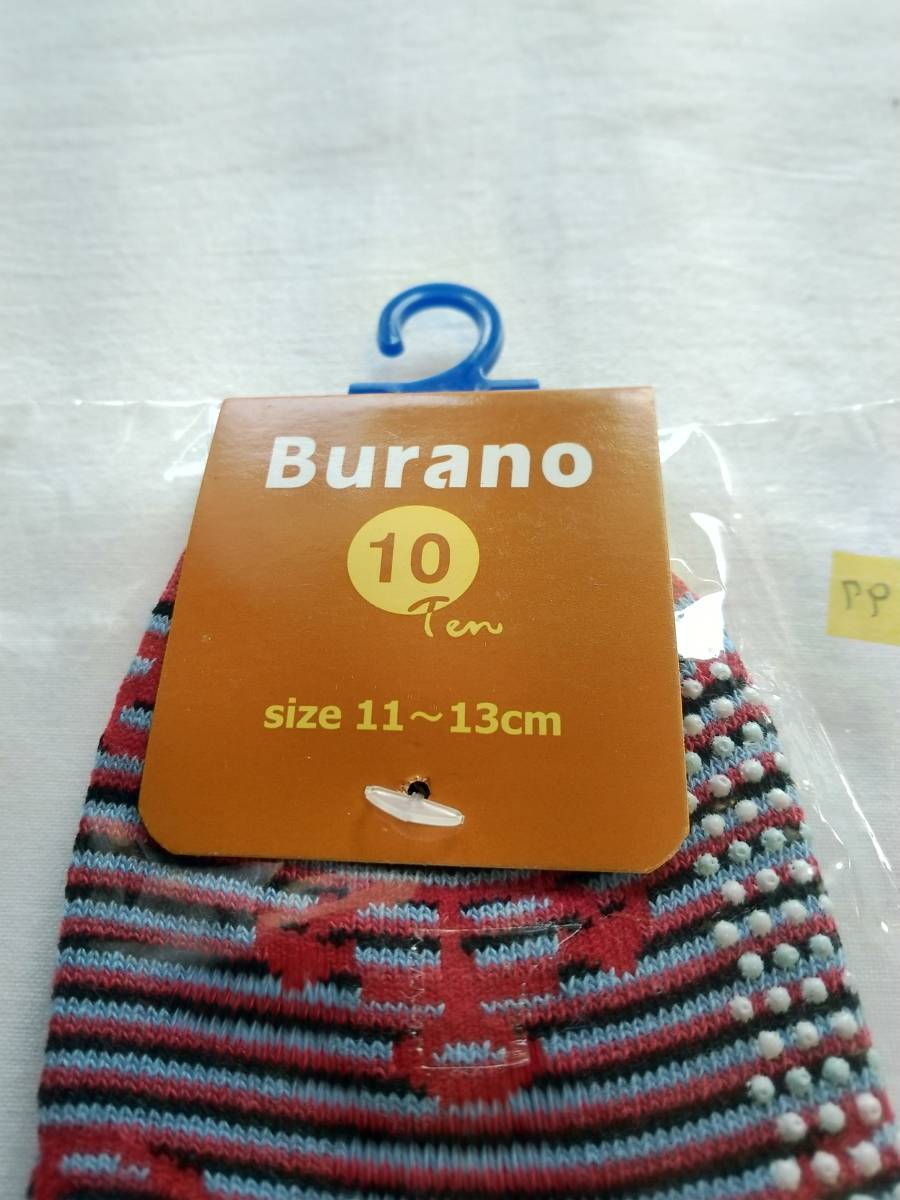 Burano
10
Ten
size 11～13cm